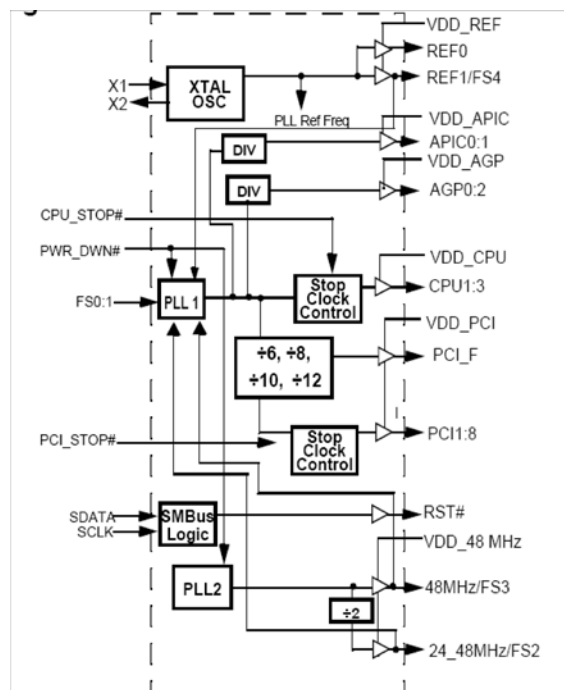 VDD_REF
REF0
X1
X2
XTAL
OSC
REF1/FS4
PLL Ref Freq
VDD_APIC
DIV
APIC0:1
VDD_AGP
DIV
AGP0:2
CPU_STOP#
PWR_DWN#
VDD_CPU
FS0:1
PLL 1
Stop
Clock
Control
CPU1:3
VDD_PCI
÷6, ÷8,
÷10, ÷12
PCI_F
PCI_STOP#
Stop
Clock
Control
PCI1:8
SDATA
SCLK
SMBus
Logic
RST#
VDD_48 MHz
PLL2
48MHz/FS3
÷2
24_48MHz/FS2